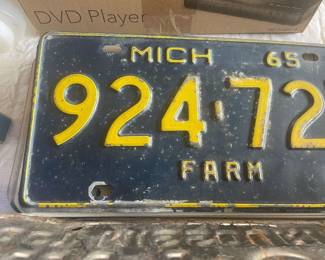 DVD Player
MICH 65
924·72
FARM